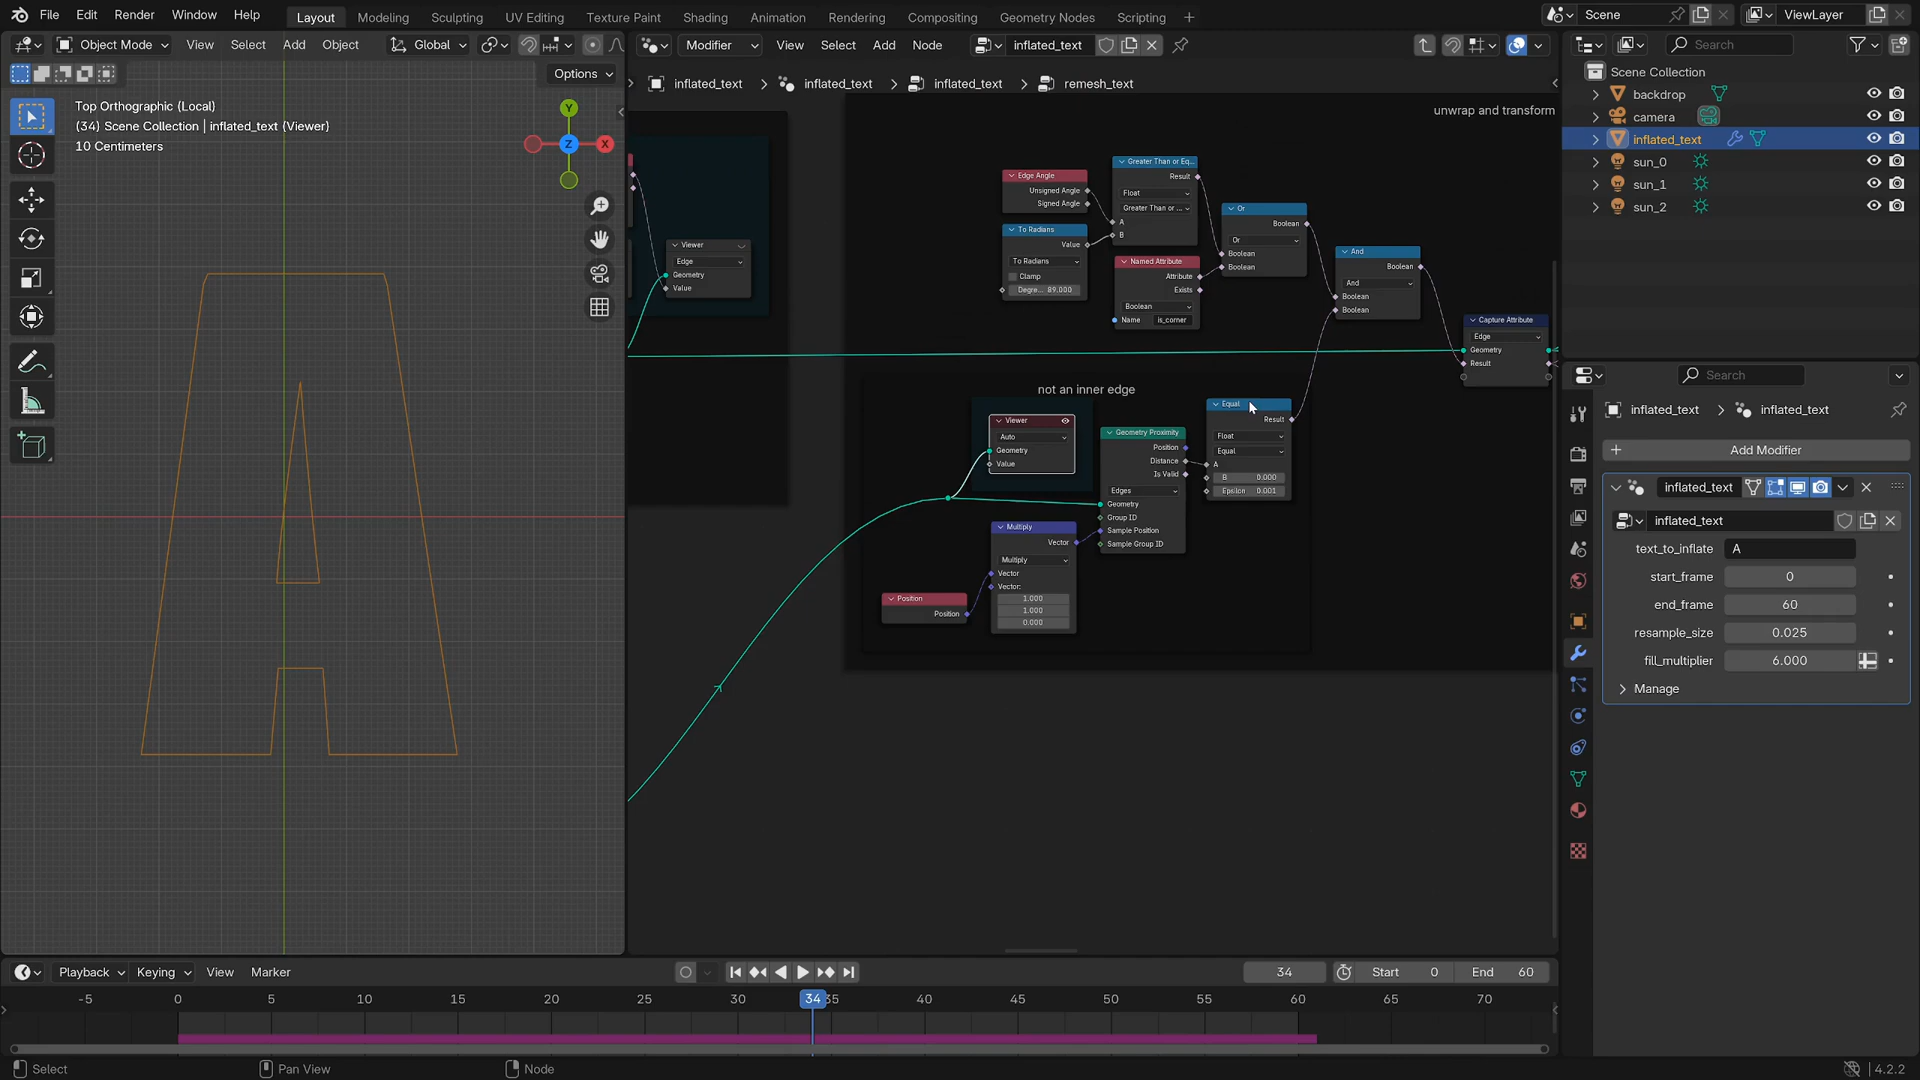 File Edit Render Window Help Layout Modeling Sculpting UV Editing Texture Paint Shading Animation Rendering Compositing Geometry Nodes Scripting + Scene ViewLayer
Object Mode View Select Add Object Global Modifier View Select Add Node inflated_text Search
Options
inflated_text > inflated_text > inflated_text > remesh_text
Top Orthographic (Local)
(34) Scene Collection | inflated_text (Viewer)
10 Centimeters
Y
X
Z
Viewer
Edge
Geometry
Value
unwrap and transform
Edge Angle
Unsigned Angle
Signed Angle
To Radians
Value
To Radians
Clamp
Degre... 89.000
Greater Than or Eq...
Result
Float
Greater Than or ...
A
B
Named Attribute
Attribute
Exists
Boolean
Name is_corner
Or
Boolean
Or
Boolean
Boolean
And
Boolean
And
Boolean
Boolean
Capture Attribute
Edge
Geometry
Result
not an inner edge
Viewer
Auto
Geometry
Value
Geometry Proximity
Position
Distance
Is Valid
Edges
Geometry
Group ID
Sample Position
Sample Group ID
Equal
Result
Float
Equal
A
B 0.000
Epsilon 0.001
Multiply
Vector
Multiply
Vector
Vector:
1.000
1.000
0.000
Position
Position
Scene Collection
backdrop
camera
inflated_text
sun_0
sun_1
sun_2
Search
inflated_text > inflated_text
+ Add Modifier
inflated_text
inflated_text
text_to_inflate A
start_frame 0
end_frame 60
resample_size 0.025
fill_multiplier 6.000
Manage
Playback Keying View Marker 34 Start 0 End 60
-5 0 5 10 15 20 25 30 34 35 40 45 50 55 60 65 70
Select Pan View Node 4.2.2